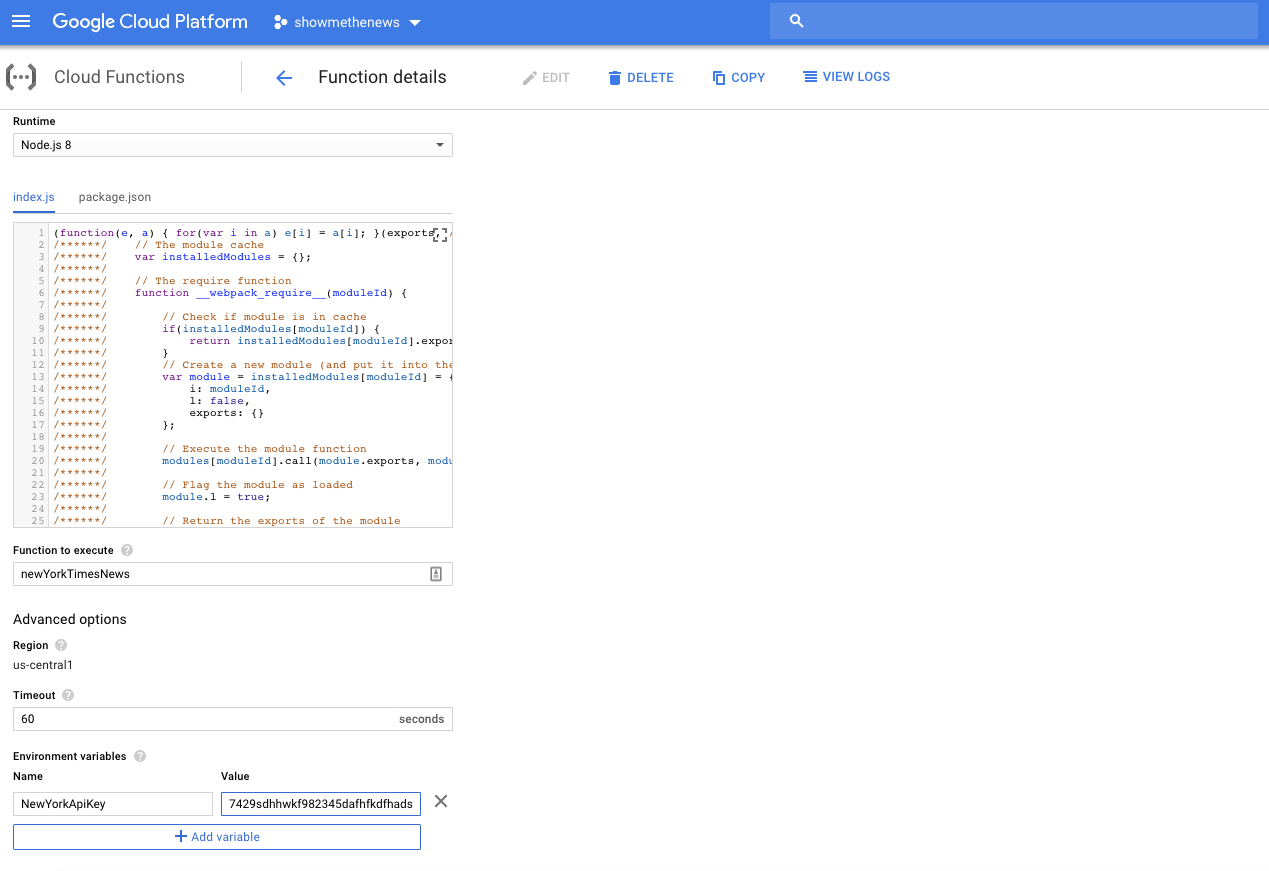 Google Cloud Platform showmethenews
Cloud Functions Function details EDIT DELETE COPY VIEW LOGS
Runtime
Node.js 8
index.js package.json
1 (function(e, a) { for(var i in a) e[i] = a[i]; }(exports, /
2 /******/ // The module cache
3 /******/ var installedModules = {};
4 /******/
5 /******/ // The require function
6 /******/ function __webpack_require__(moduleId) {
7 /******/
8 /******/ // Check if module is in cache
9 /******/ if(installedModules[moduleId]) {
10 /******/ return installedModules[moduleId].expor
11 /******/ }
12 /******/ // Create a new module (and put it into the
13 /******/ var module = installedModules[moduleId] = {
14 /******/ i: moduleId,
15 /******/ l: false,
16 /******/ exports: {}
17 /******/ };
18 /******/
19 /******/ // Execute the module function
20 /******/ modules[moduleId].call(module.exports, modu
21 /******/
22 /******/ // Flag the module as loaded
23 /******/ module.l = true;
24 /******/
25 /******/ // Return the exports of the module
Function to execute ?
newYorkTimesNews
Advanced options
Region ?
us-central1
Timeout ?
60 seconds
Environment variables ?
Name Value
NewYorkApiKey 7429sdhhwkf982345dafhfkdfhads
Add variable